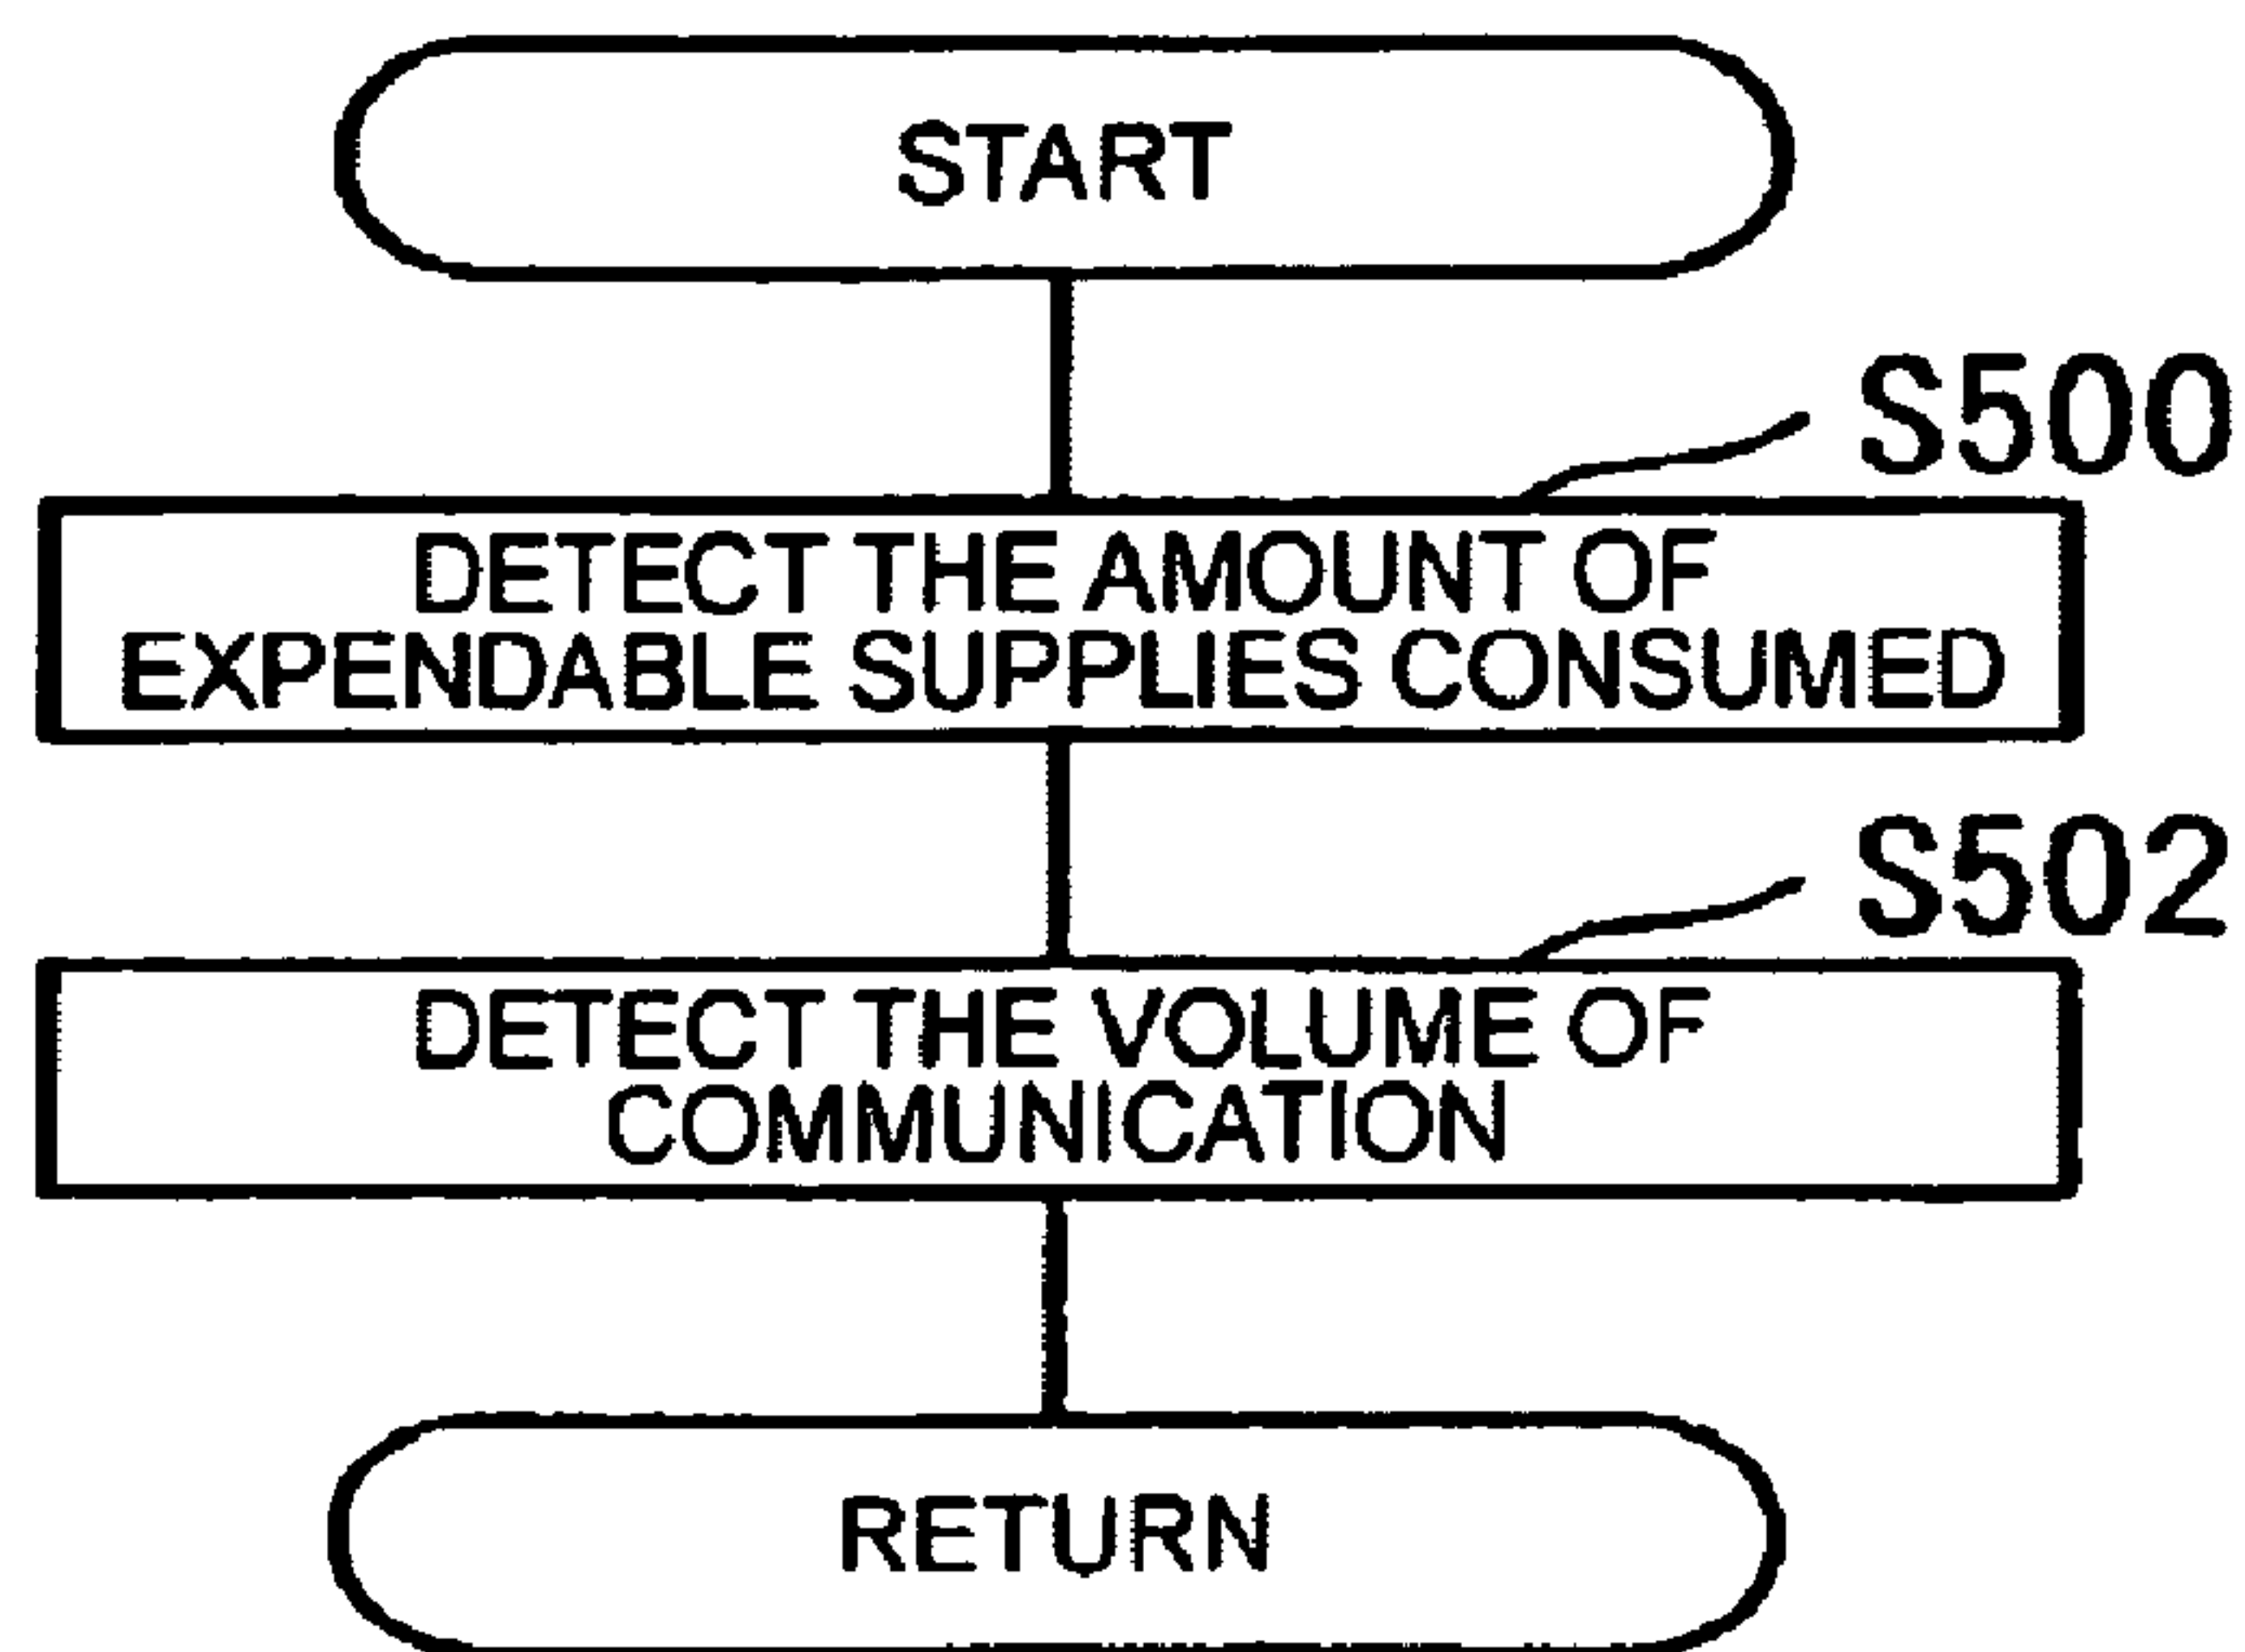 START
S500
DETECT THE AMOUNT OF
EXPENDABLE SUPPLIES CONSUMED
S502
DETECT THE VOLUME OF
COMMUNICATION
RETURN